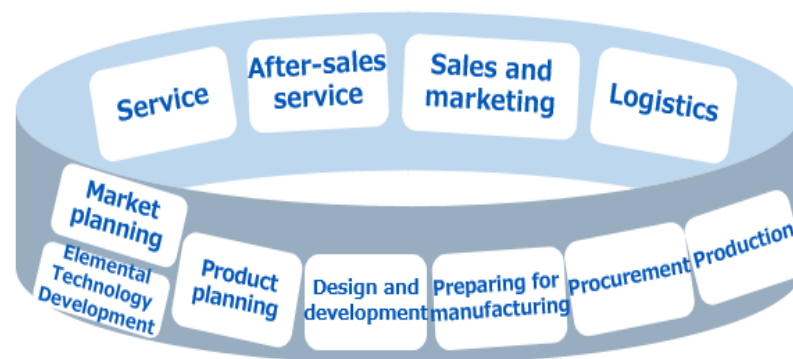 Service
After-sales
service
Sales and
marketing
Logistics
Market
planning
Elemental
Technology
Development
Product
planning
Design and
development
Preparing for
manufacturing
Procurement
Production